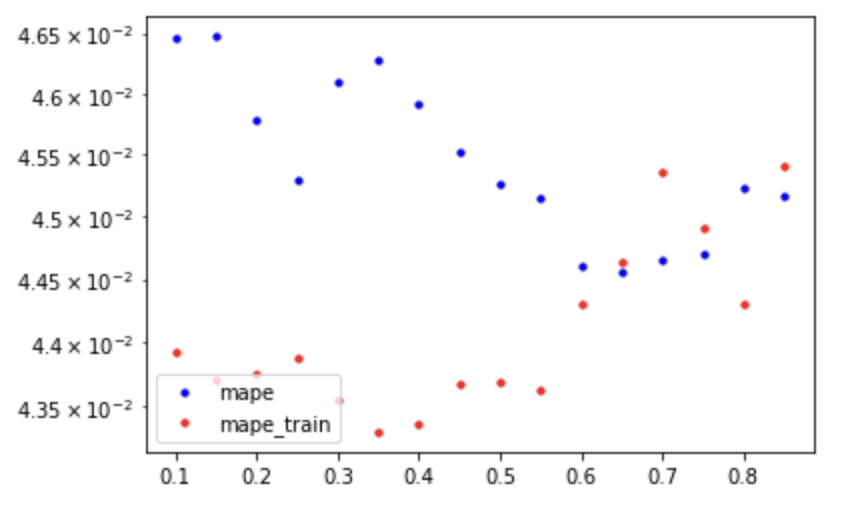 4.65 × 10⁻²
4.6 × 10⁻²
4.55 × 10⁻²
4.5 × 10⁻²
4.45 × 10⁻²
4.4 × 10⁻²
4.35 × 10⁻²
mape
mape_train
0.1 0.2 0.3 0.4 0.5 0.6 0.7 0.8